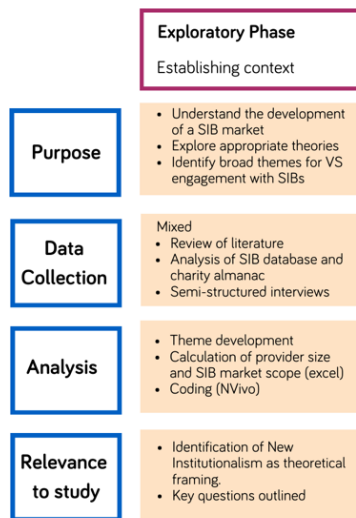 Exploratory Phase
Establishing context
Purpose
• Understand the development
of a SIB market
• Explore appropriate theories
• Identify broad themes for VS
engagement with SIBs
Data
Collection
Mixed
• Review of literature
• Analysis of SIB database and
charity almanac
• Semi-structured interviews
Analysis
• Theme development
• Calculation of provider size
and SIB market scope (excel)
• Coding (NVivo)
Relevance
to study
• Identification of New
Institutionalism as theoretical
framing.
• Key questions outlined